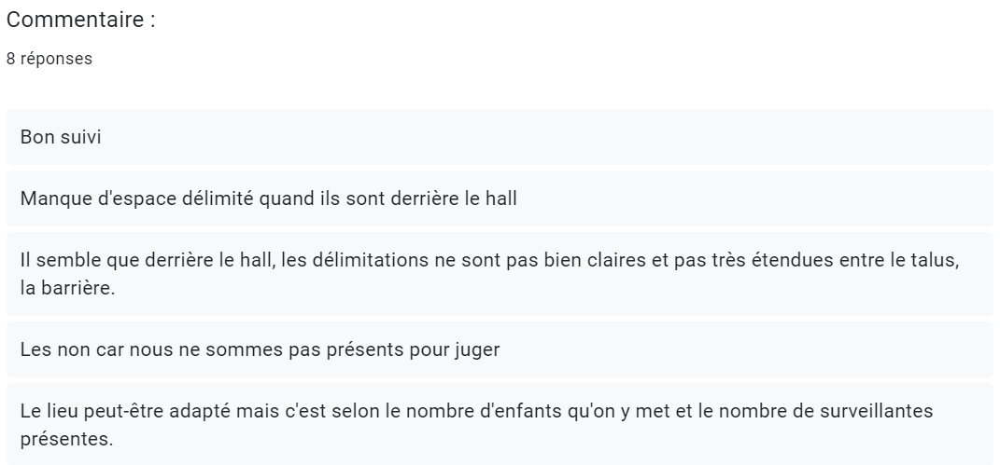 Commentaire :
8 réponses
Bon suivi
Manque d'espace délimité quand ils sont derrière le hall
Il semble que derrière le hall, les délimitations ne sont pas bien claires et pas très étendues entre le talus,
la barrière.
Les non car nous ne sommes pas présents pour juger
Le lieu peut-être adapté mais c'est selon le nombre d'enfants qu'on y met et le nombre de surveillantes
présentes.